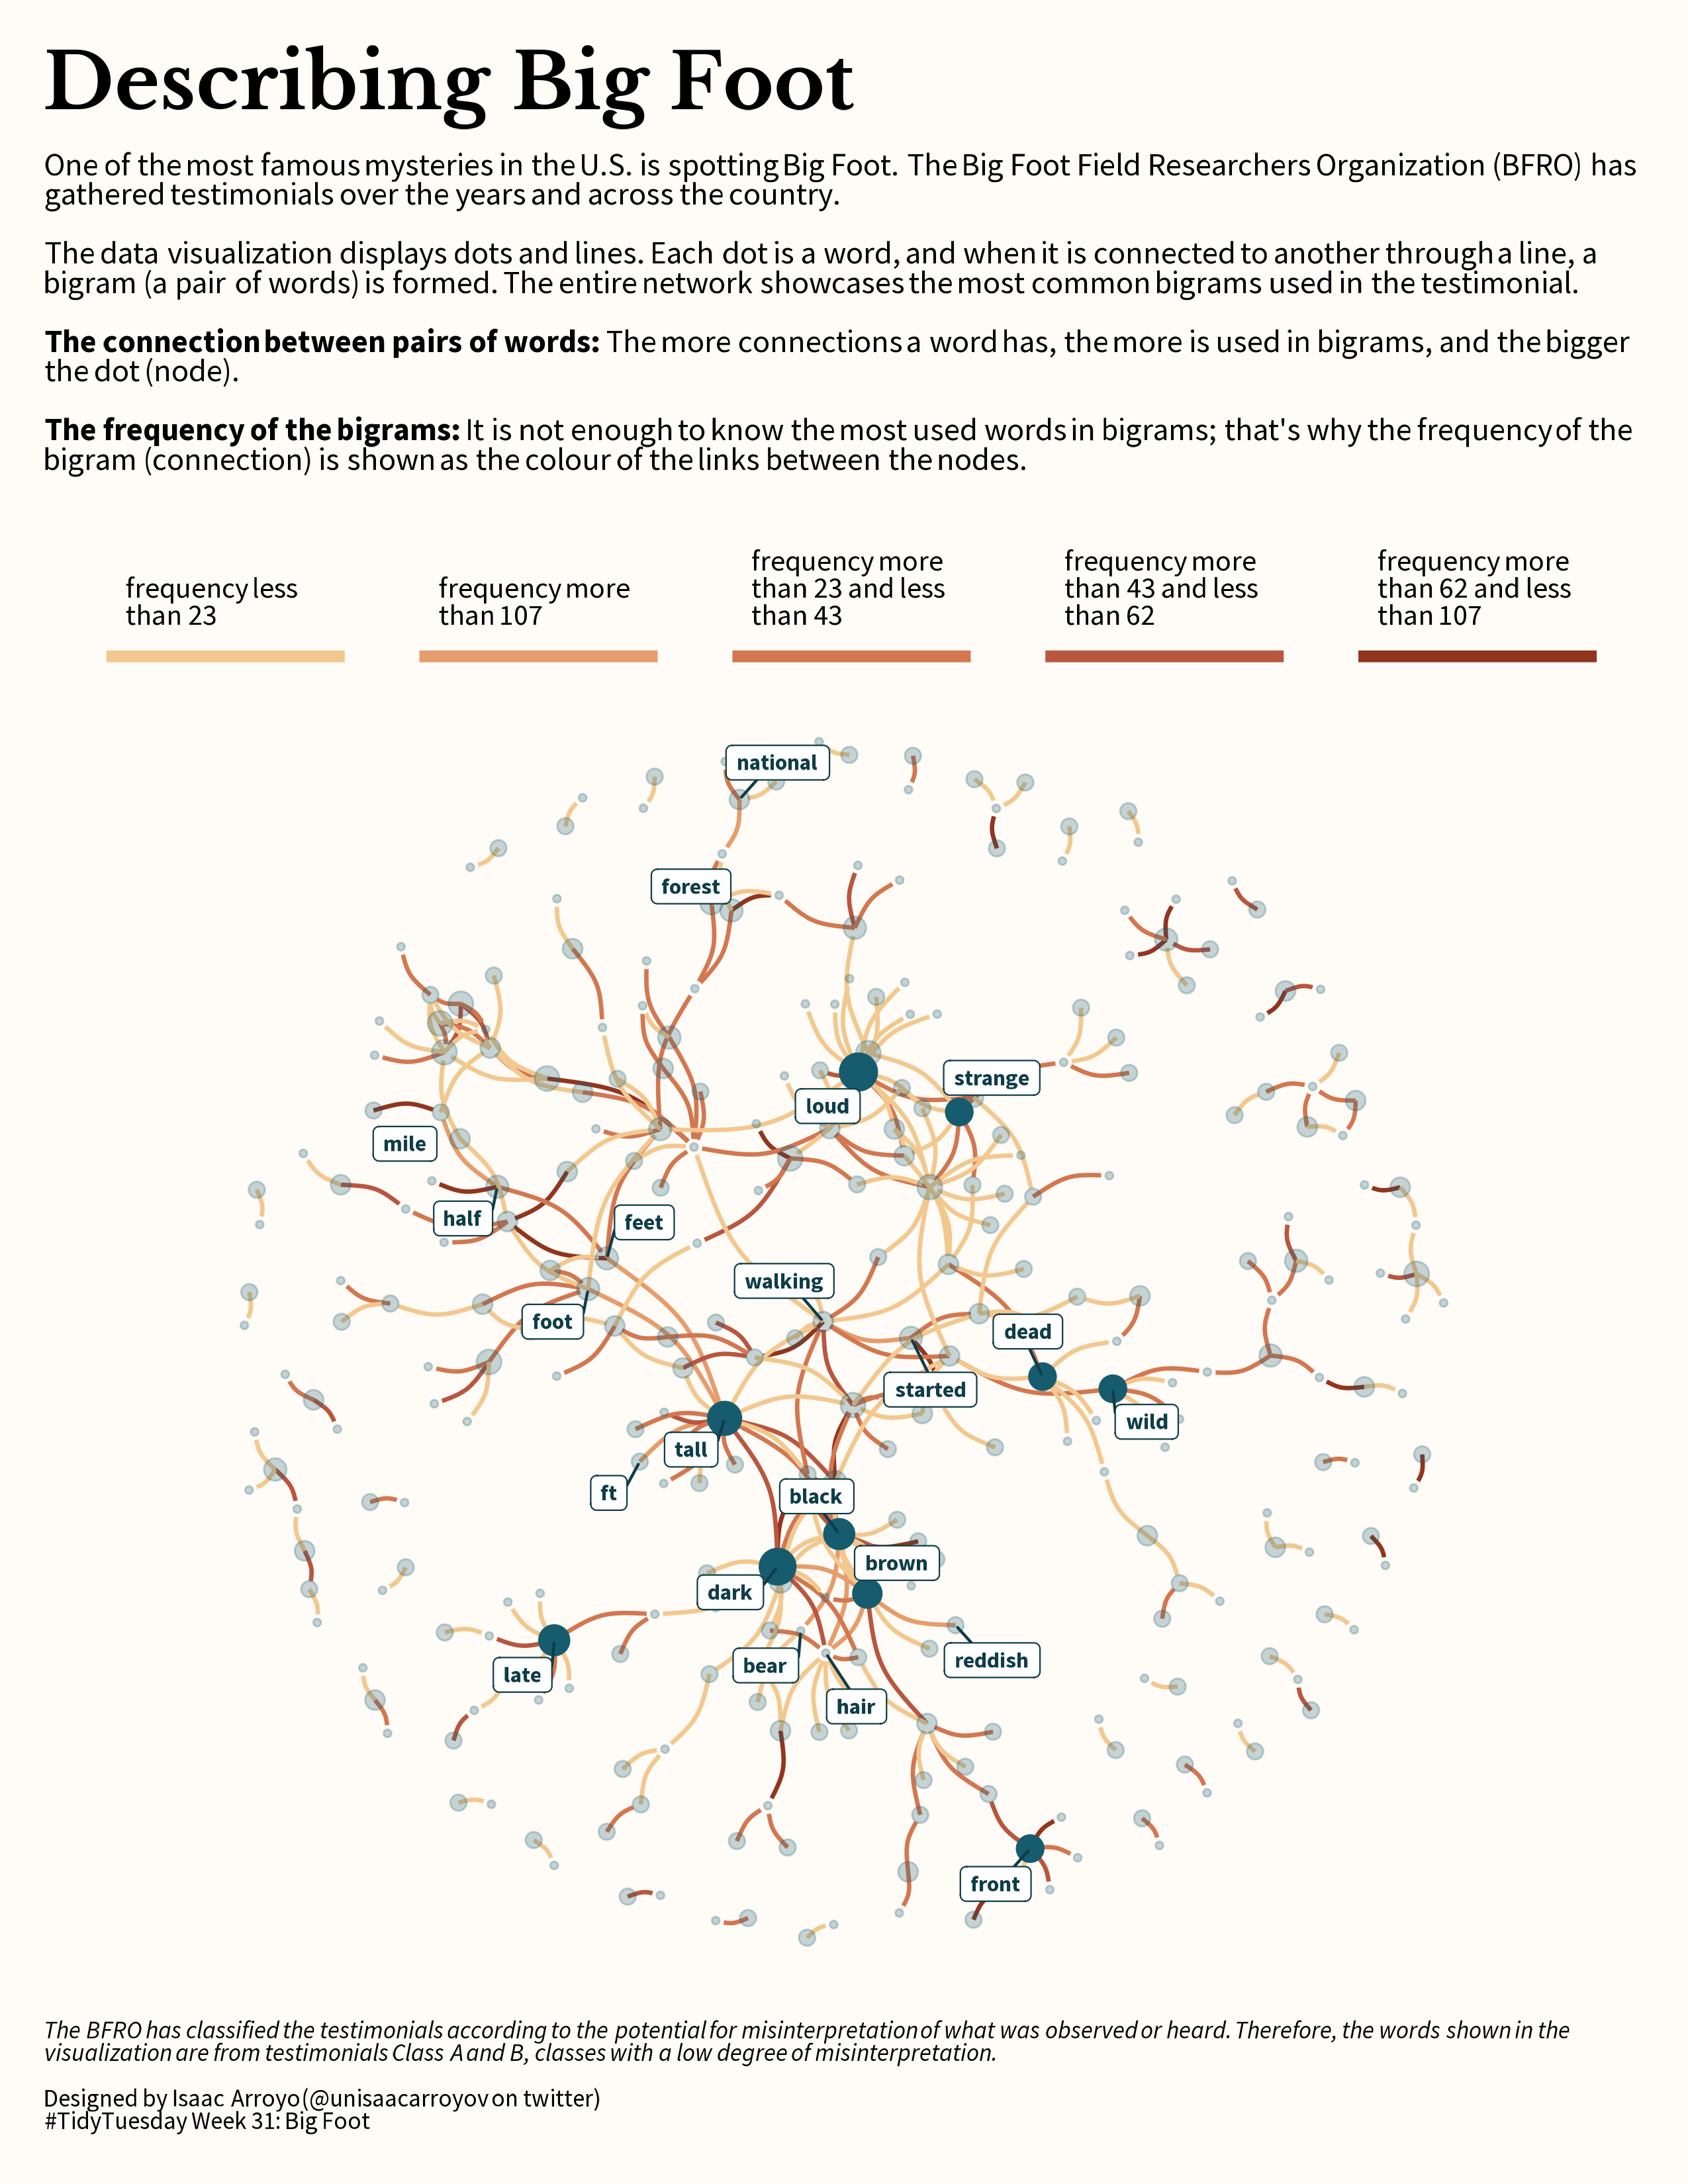 Describing Big Foot
One of the most famous mysteries in the U.S. is spotting Big Foot. The Big Foot Field Researchers Organization (BFRO) has
gathered testimonials over the years and across the country.
The data visualization displays dots and lines. Each dot is a word, and when it is connected to another through a line, a
bigram (a pair of words) is formed. The entire network showcases the most common bigrams used in the testimonial.
The connection between pairs of words: The more connections a word has, the more is used in bigrams, and the bigger
the dot (node).
The frequency of the bigrams: It is not enough to know the most used words in bigrams; that's why the frequency of the
bigram (connection) is shown as the colour of the links between the nodes.
frequency less
than 23
frequency more
than 107
frequency more
than 23 and less
than 43
frequency more
than 43 and less
than 62
frequency more
than 62 and less
than 107
national
forest
strange
loud
mile
half
feet
walking
foot
dead
started
wild
tall
ft
black
brown
dark
reddish
bear
late
hair
front
The BFRO has classified the testimonials according to the potential for misinterpretation of what was observed or heard. Therefore, the words shown in the
visualization are from testimonials Class A and B, classes with a low degree of misinterpretation.
Designed by Isaac Arroyo (@unisaacarroyov on twitter)
#TidyTuesday Week 31: Big Foot